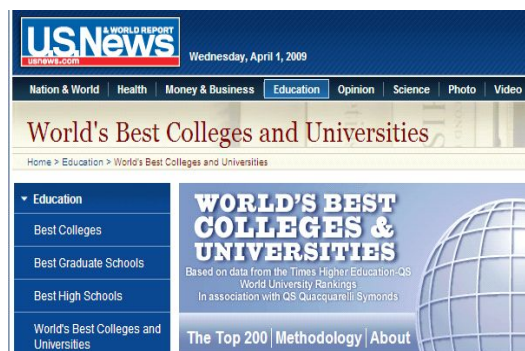 U.S.News
& WORLD REPORT
usnews.com
Wednesday, April 1, 2009
Nation & World | Health | Money & Business Education Opinion | Science | Photo | Video
World's Best Colleges and Universities
Home > Education > World's Best Colleges and Universities
Education
Best Colleges
Best Graduate Schools
Best High Schools
World's Best Colleges and
Universities
WORLD'S BEST
COLLEGES &
UNIVERSITIES
Based on data from the Times Higher Education-QS
World University Rankings
In association with QS Quacquarelli Symonds
The Top 200 | Methodology | About